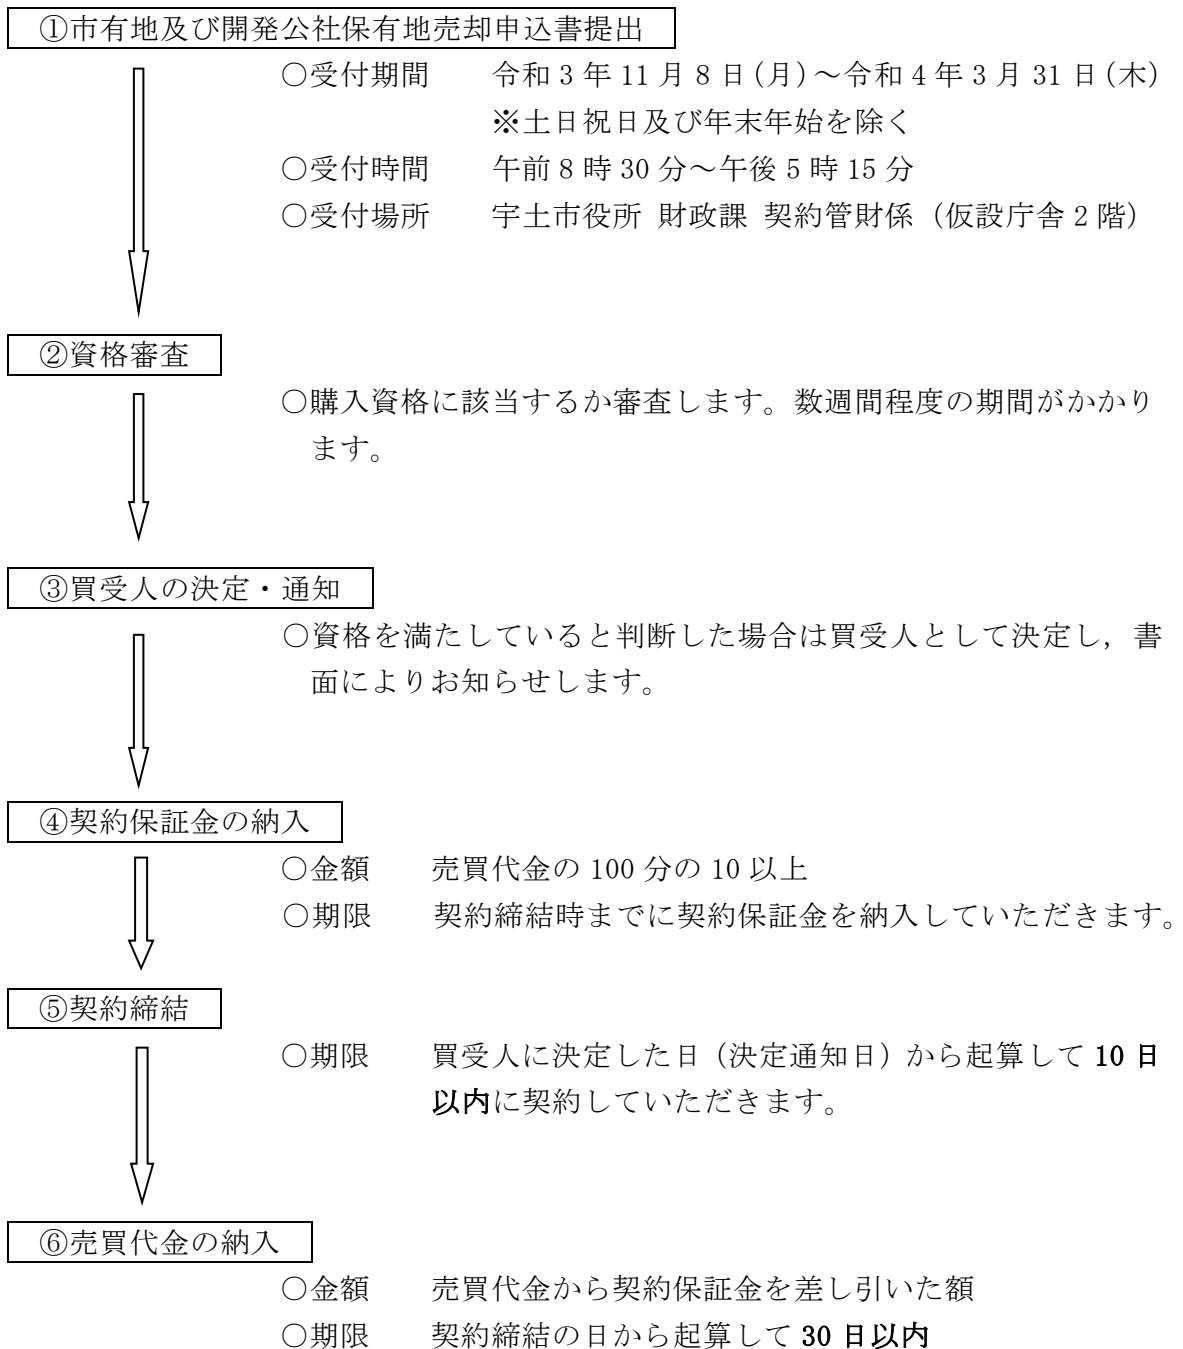 ①市有地及び開発公社保有地売却申込書提出
○受付期間　　令和 3 年 11 月 8 日(月)～令和 4 年 3 月 31 日(木)
※土日祝日及び年末年始を除く
○受付時間　　午前 8 時 30 分～午後 5 時 15 分
○受付場所　　宇土市役所 財政課 契約管財係（仮設庁舎 2 階）
②資格審査
○購入資格に該当するか審査します。数週間程度の期間がかかり
ます。
③買受人の決定・通知
○資格を満たしていると判断した場合は買受人として決定し，書
面によりお知らせします。
④契約保証金の納入
○金額　　売買代金の 100 分の 10 以上
○期限　　契約締結時までに契約保証金を納入していただきます。
⑤契約締結
○期限　　買受人に決定した日（決定通知日）から起算して 10 日
以内に契約していただきます。
⑥売買代金の納入
○金額　　売買代金から契約保証金を差し引いた額
○期限　　契約締結の日から起算して 30 日以内